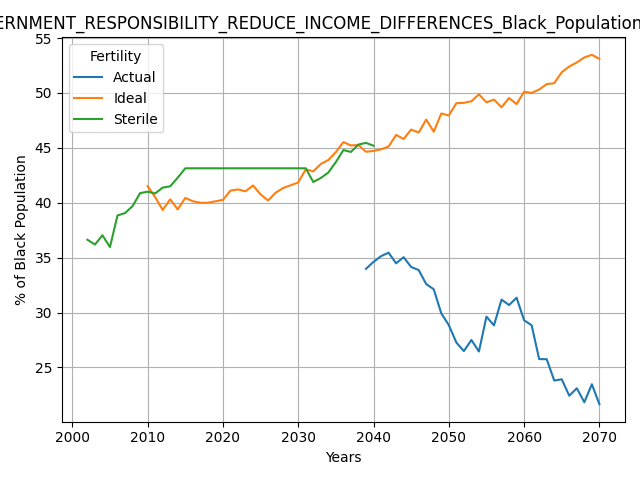 ERNMENT_RESPONSIBILITY_REDUCE_INCOME_DIFFERENCES_Black_Population
Fertility
Actual
Ideal
Sterile
% of Black Population
55
50
45
40
35
30
25
2000 2010 2020 2030 2040 2050 2060 2070
Years